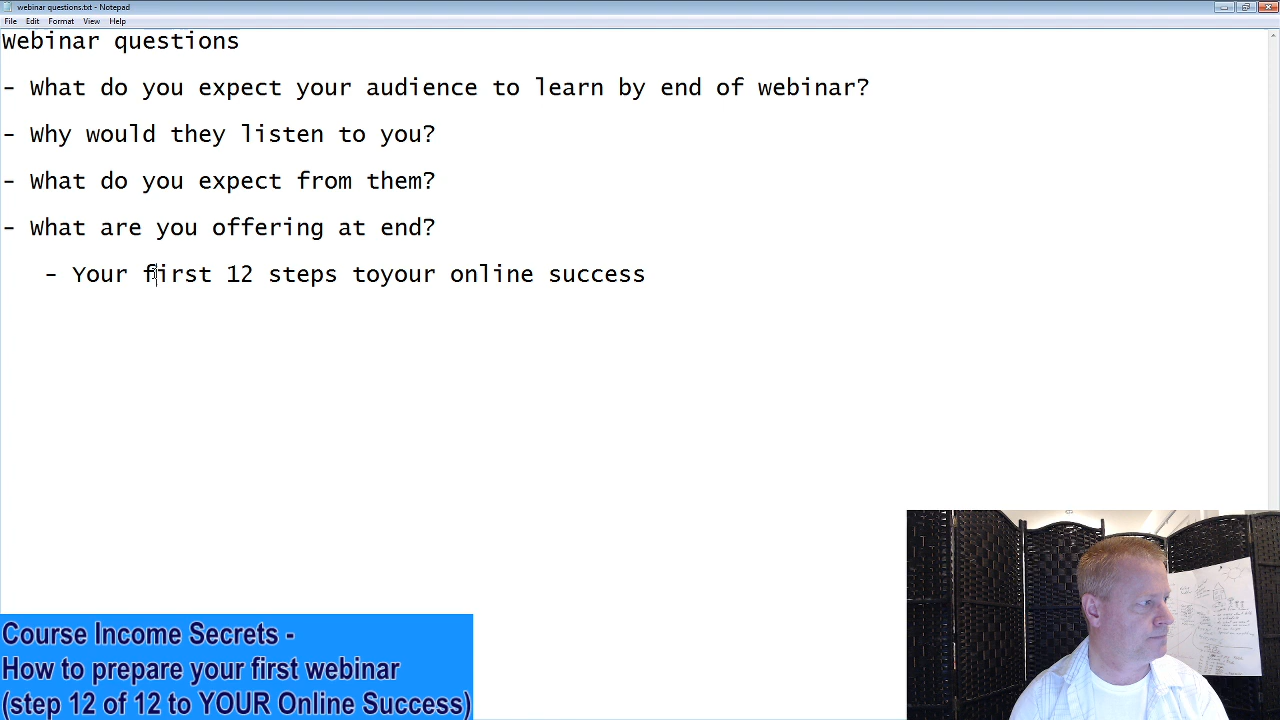 webinar questions.txt - Notepad
File Edit Format View Help
Webinar questions
- What do you expect your audience to learn by end of webinar?
- Why would they listen to you?
- What do you expect from them?
- What are you offering at end?
- Your first 12 steps toyour online success
Course Income Secrets -
How to prepare your first webinar
(step 12 of 12 to YOUR Online Success)